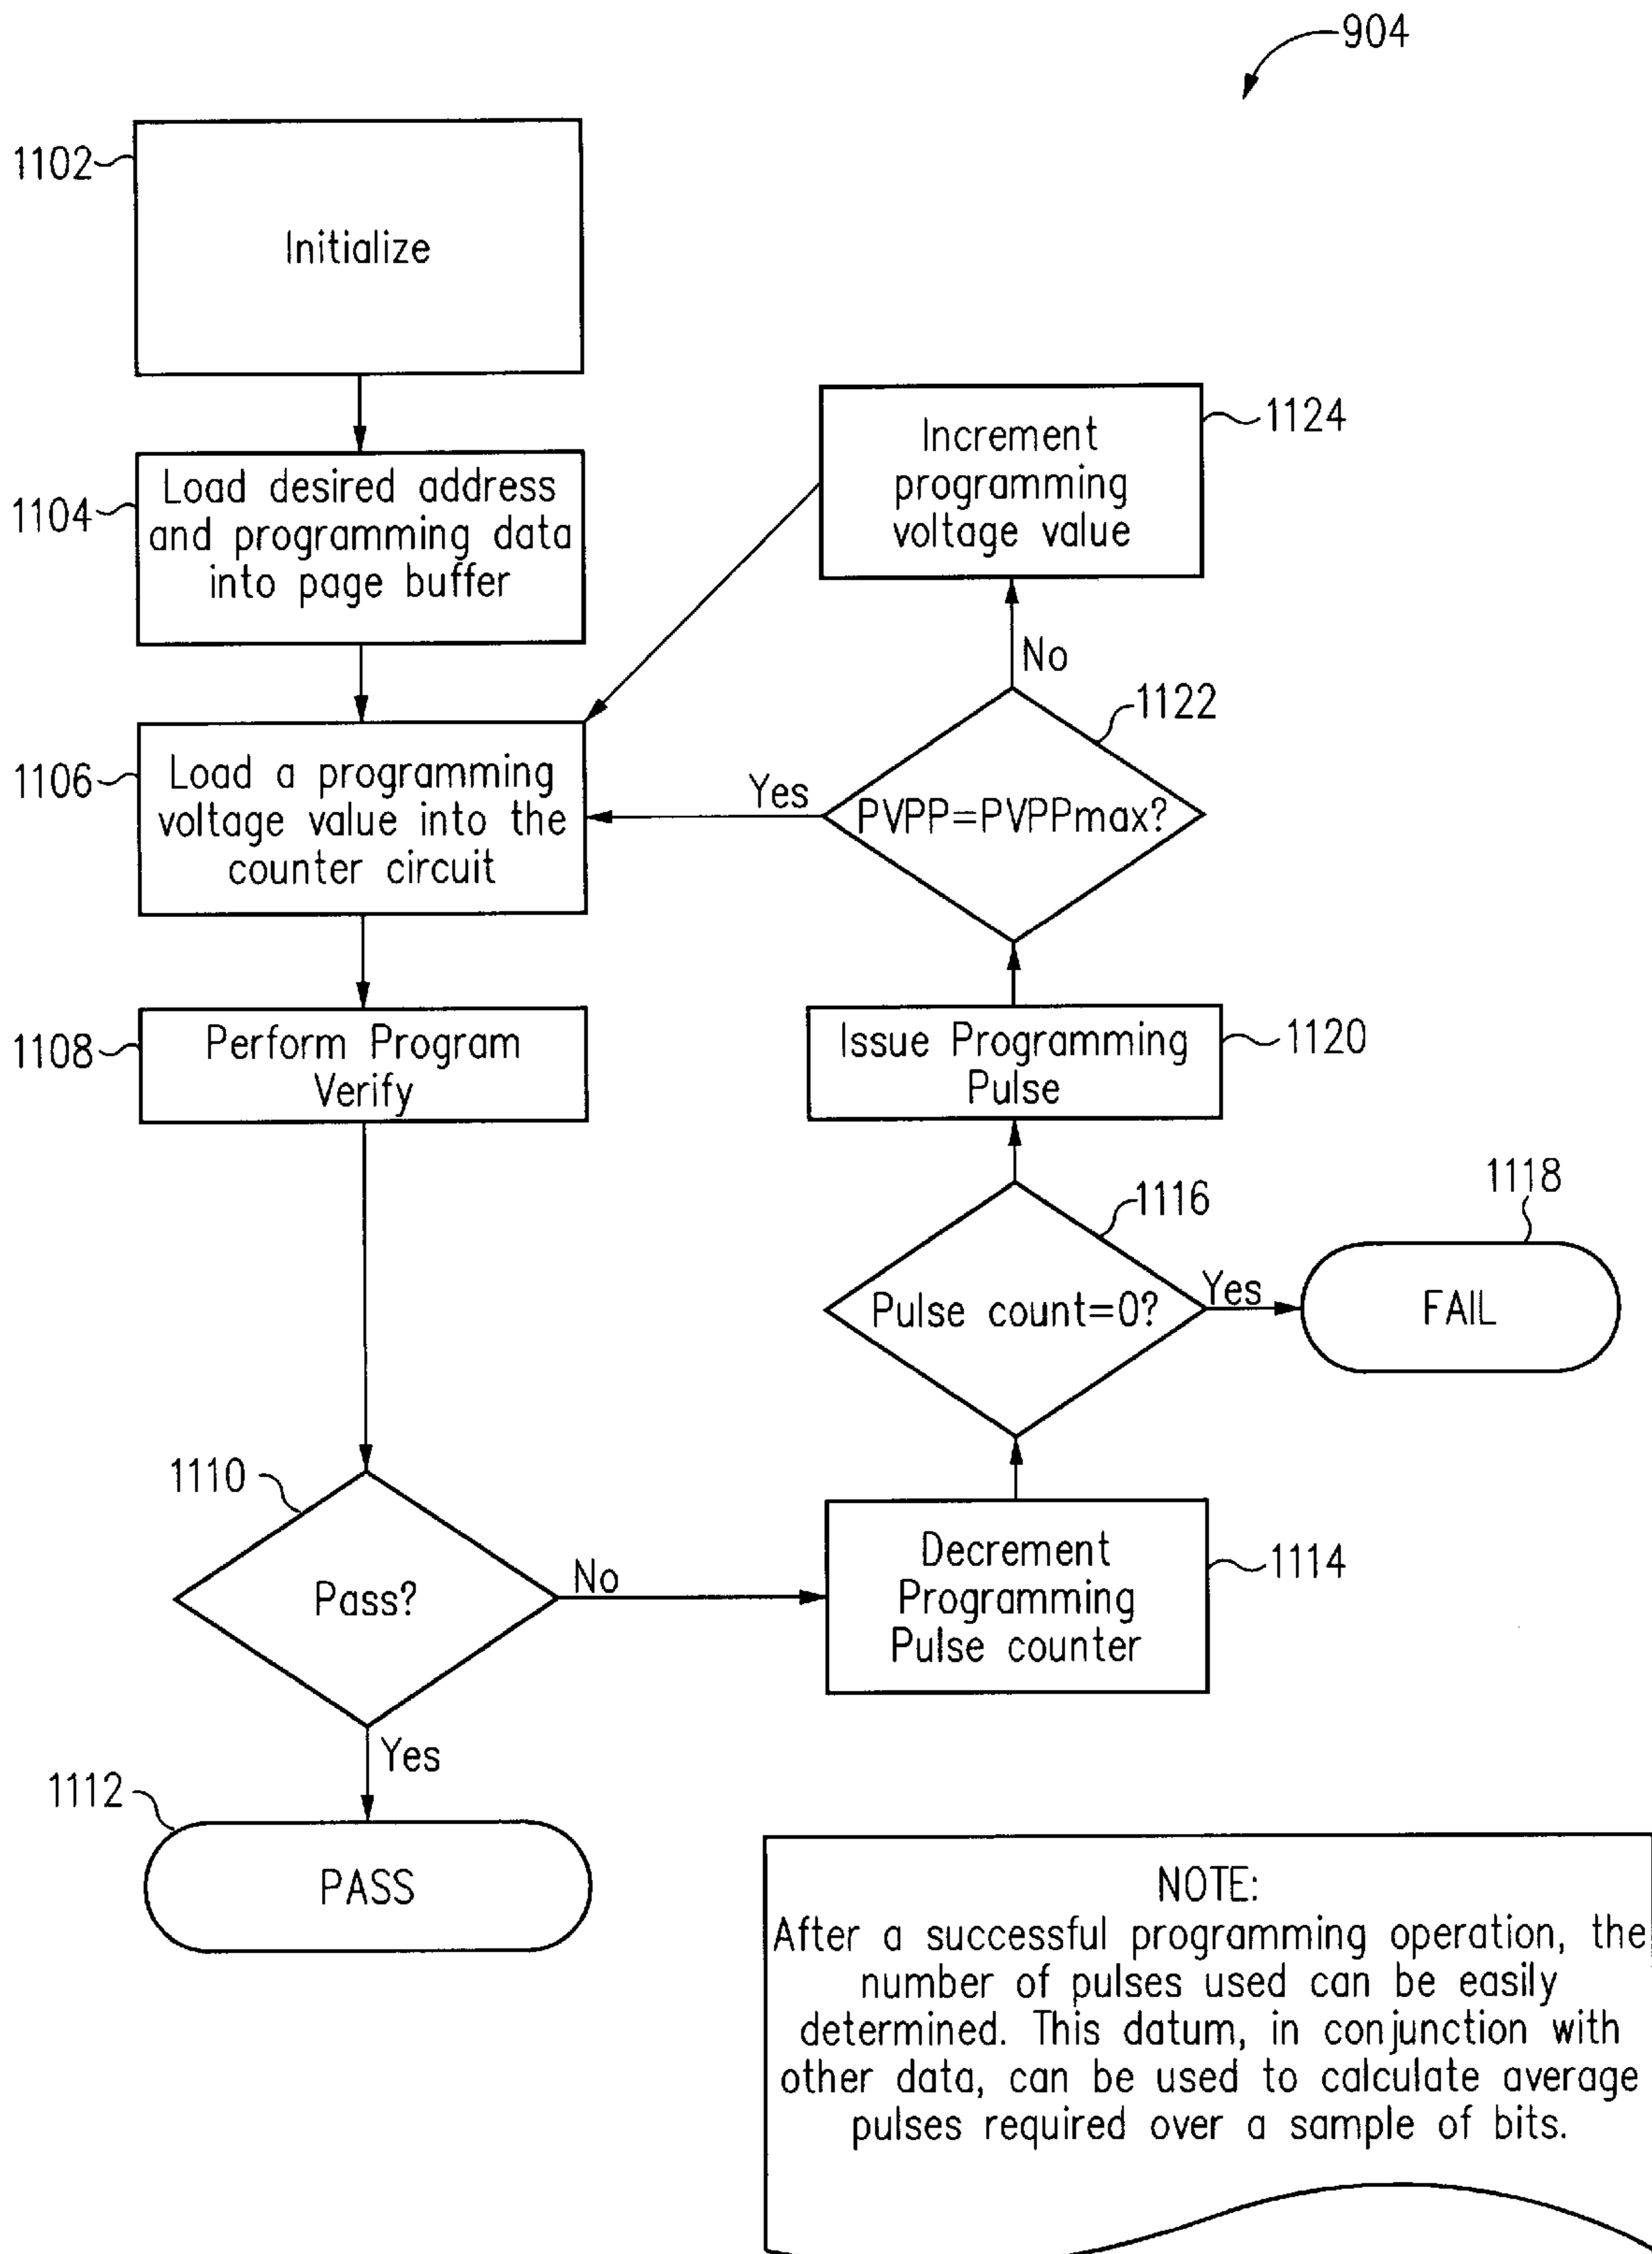 904
1102
Initialize
1104
Load desired address
and programming data
into page buffer
1106
Load a programming
voltage value into the
counter circuit
1108
Perform Program
Verify
1110
Pass?
No
Yes
1112
PASS
1124
Increment
programming
voltage value
No
1122
PVPP=PVPPmax?
Yes
1120
Issue Programming
Pulse
1116
Pulse count=0?
Yes
1118
FAIL
1114
Decrement
Programming
Pulse counter
NOTE:
After a successful programming operation, the
number of pulses used can be easily
determined. This datum, in conjunction with
other data, can be used to calculate average
pulses required over a sample of bits.